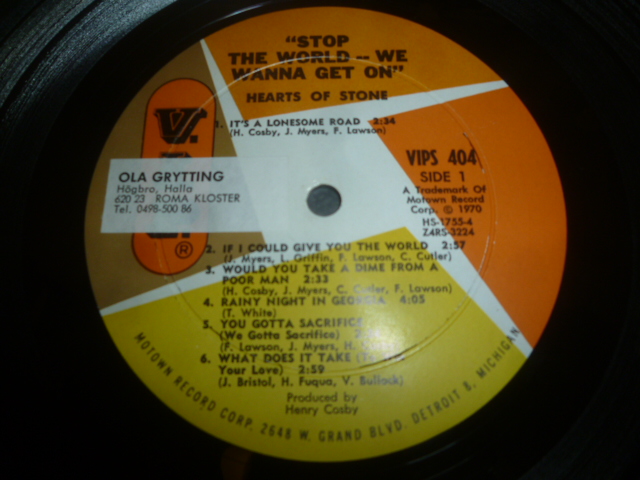 "STOP
THE WORLD — WE
WANNA GET ON"
HEARTS OF STONE
1. IT'S A LONESOME ROAD 2:34
(H. Cosby, J. Myers, F. Lawson)
V.
®
OLA GRYTTING
Högbro, Halla
620 23 ROMA KLOSTER
Tel. 0498-500 86
VIPS 404
SIDE 1
A Trademark Of
Motown Record
Corp. © 1970
HS-1755-4
Z4RS-3224
2. IF I COULD GIVE YOU THE WORLD 2:57
(J. Myers, L. Griffin, F. Lawson, C. Cutler)
3. WOULD YOU TAKE A DIME FROM A
POOR MAN 2:33
(H. Cosby, J. Myers, C. Cutler, F. Lawson)
4. RAINY NIGHT IN GEORGIA 4:05
(T. White)
5. YOU GOTTA SACRIFICE
(We Gotta Sacrifice)
(F. Lawson, J. Myers, H.
6. WHAT DOES IT TAKE (To Win
Your Love) 2:59
(J. Bristol, H. Fuqua, V. Bullock)
Produced by
Henry Cosby
MOTOWN RECORD CORP. 2648 W. GRAND BLVD. DETROIT 8, MICHIGAN